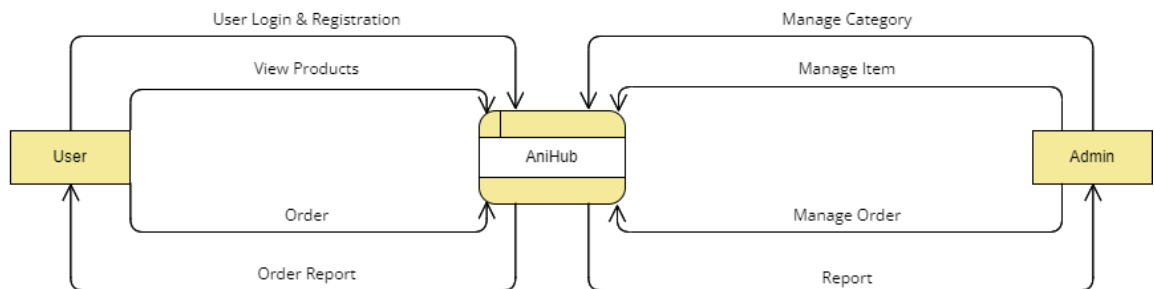 User Login & Registration
Manage Category
View Products
Manage Item
User
AniHub
Admin
Order
Manage Order
Order Report
Report